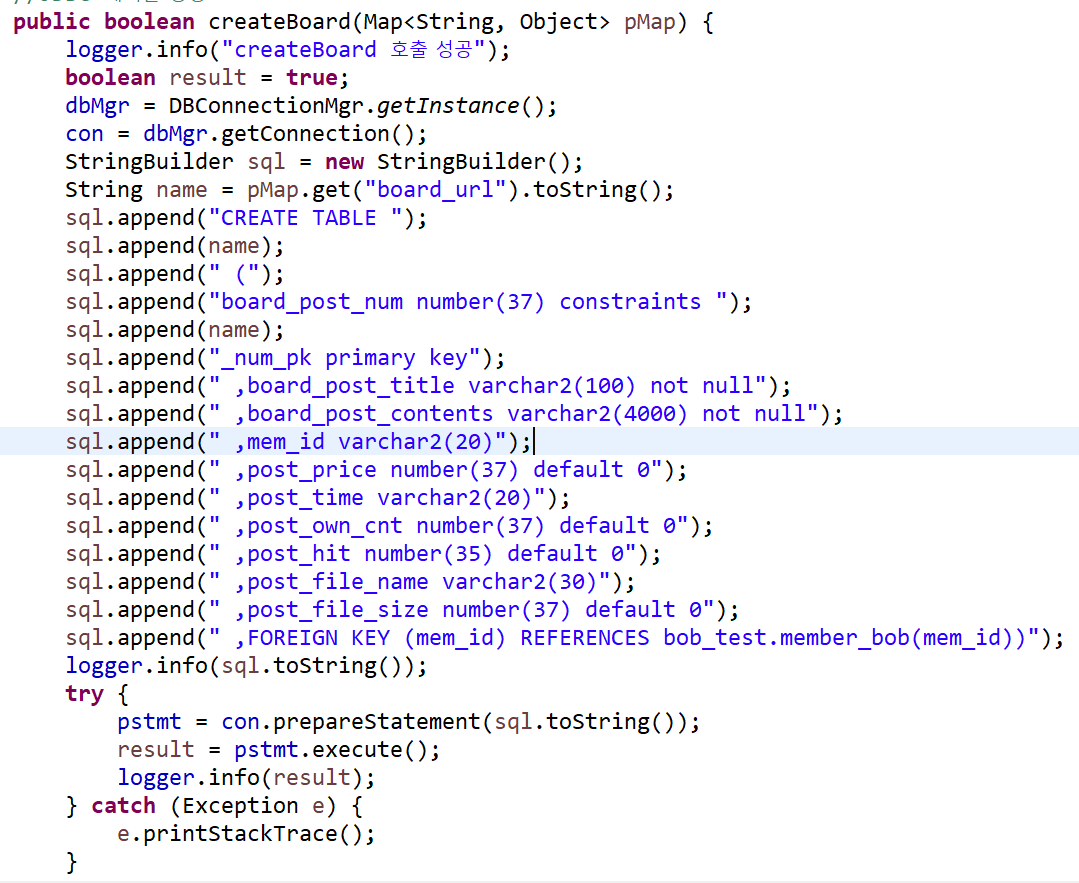 public boolean createBoard(Map<String, Object> pMap) {
logger.info("createBoard 호출 성공");
boolean result = true;
dbMgr = DBConnectionMgr.getInstance();
con = dbMgr.getConnection();
StringBuilder sql = new StringBuilder();
String name = pMap.get("board_url").toString();
sql.append("CREATE TABLE ");
sql.append(name);
sql.append(" (");
sql.append("board_post_num number(37) constraints ");
sql.append(name);
sql.append("_num_pk primary key");
sql.append(" ,board_post_title varchar2(100) not null");
sql.append(" ,board_post_contents varchar2(4000) not null");
sql.append(" ,mem_id varchar2(20)");
sql.append(" ,post_price number(37) default 0");
sql.append(" ,post_time varchar2(20)");
sql.append(" ,post_own_cnt number(37) default 0");
sql.append(" ,post_hit number(35) default 0");
sql.append(" ,post_file_name varchar2(30)");
sql.append(" ,post_file_size number(37) default 0");
sql.append(" ,FOREIGN KEY (mem_id) REFERENCES bob_test.member_bob(mem_id))");
logger.info(sql.toString());
try {
pstmt = con.prepareStatement(sql.toString());
result = pstmt.execute();
logger.info(result);
} catch (Exception e) {
e.printStackTrace();
}